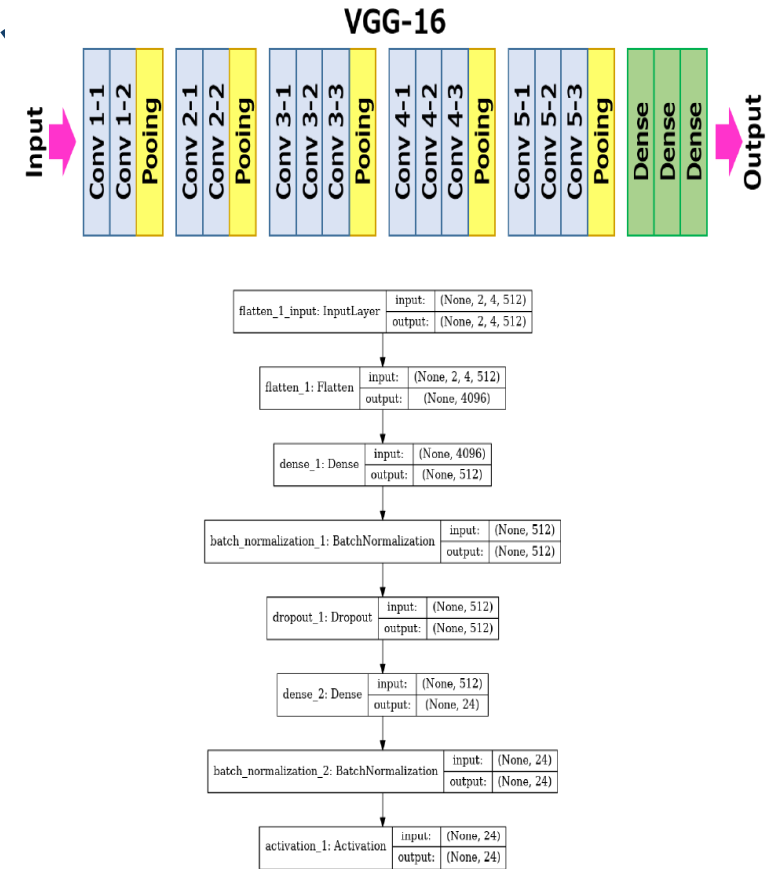 VGG-16
Input
Conv 1-1
Conv 1-2
Pooing
Conv 2-1
Conv 2-2
Pooing
Conv 3-1
Conv 3-2
Conv 3-3
Pooing
Conv 4-1
Conv 4-2
Conv 4-3
Pooing
Conv 5-1
Conv 5-2
Conv 5-3
Pooing
Dense
Dense
Dense
Output
flatten_1_input: InputLayer
input: (None, 2, 4, 512)
output: (None, 2, 4, 512)
flatten_1: Flatten
input: (None, 2, 4, 512)
output: (None, 4096)
dense_1: Dense
input: (None, 4096)
output: (None, 512)
batch_normalization_1: BatchNormalization
input: (None, 512)
output: (None, 512)
dropout_1: Dropout
input: (None, 512)
output: (None, 512)
dense_2: Dense
input: (None, 512)
output: (None, 24)
batch_normalization_2: BatchNormalization
input: (None, 24)
output: (None, 24)
activation_1: Activation
input: (None, 24)
output: (None, 24)